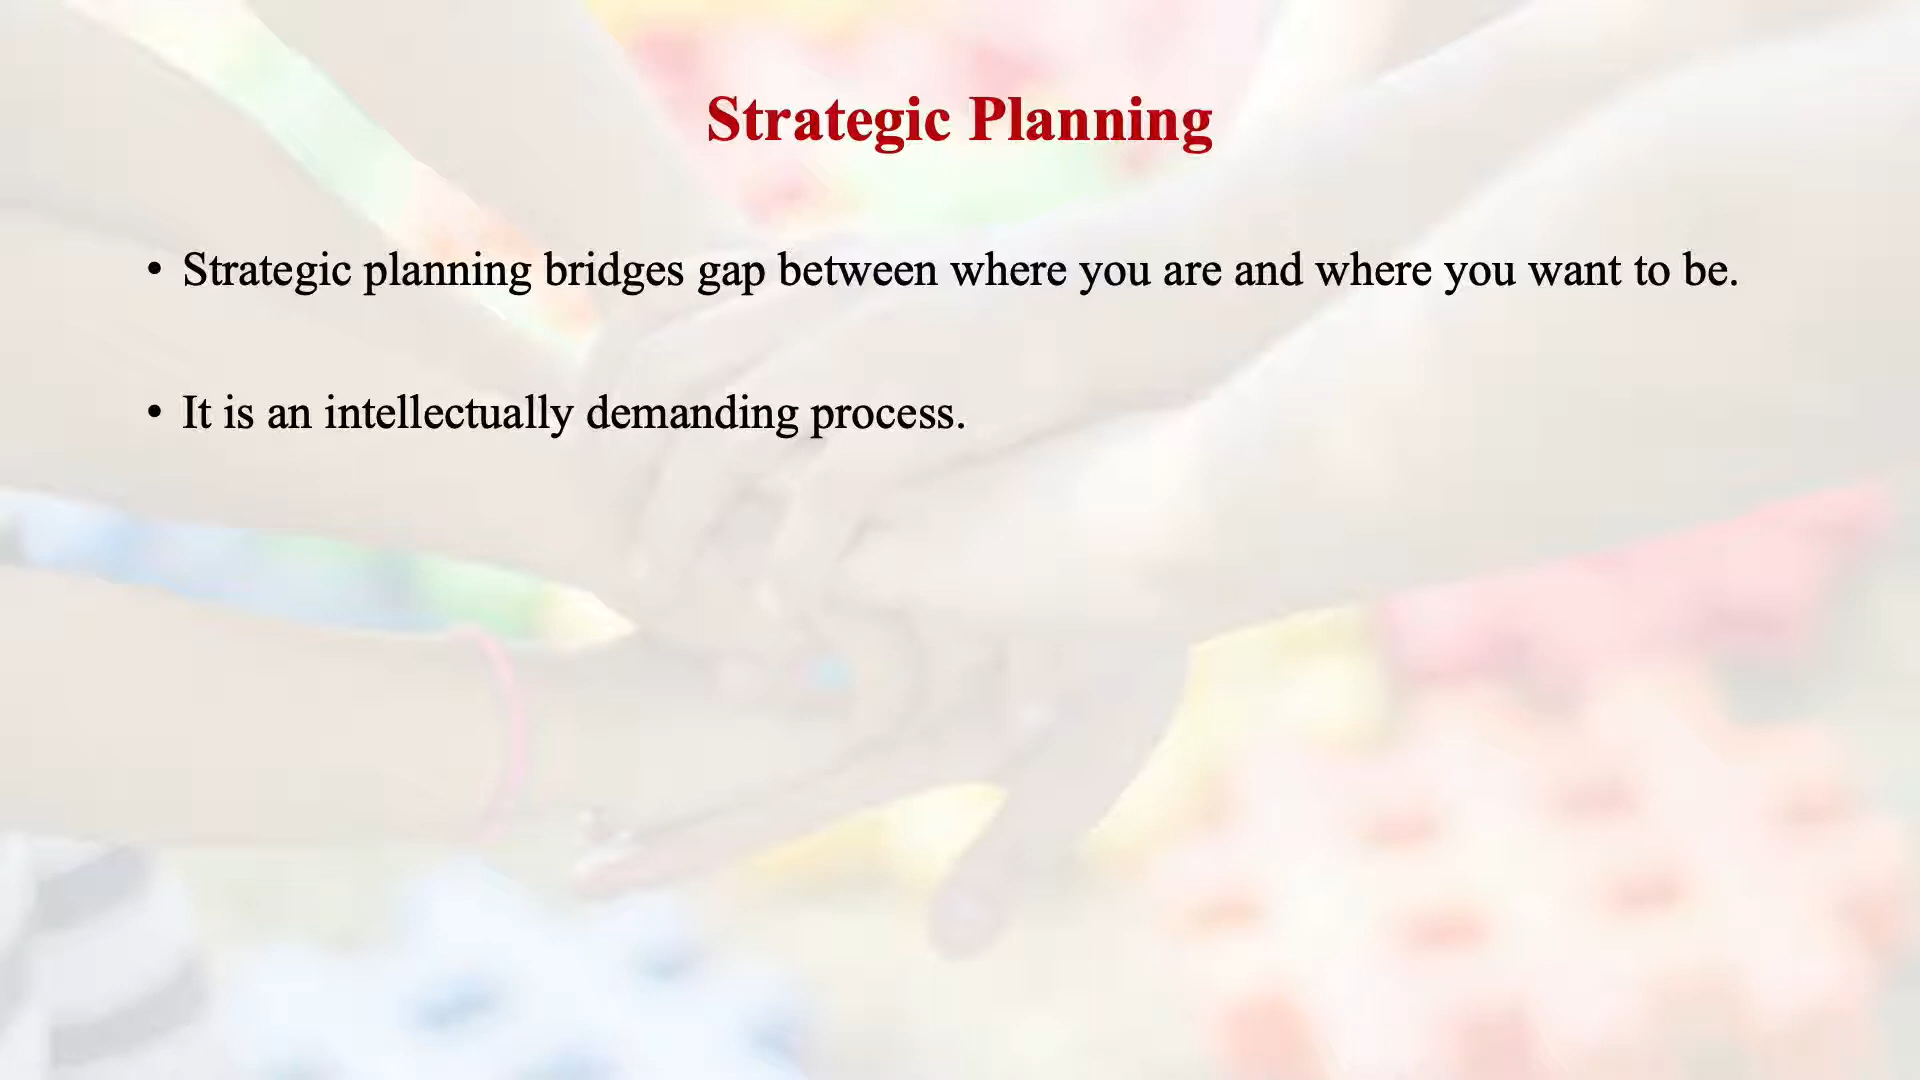 Strategic Planning
• Strategic planning bridges gap between where you are and where you want to be.
• It is an intellectually demanding process.